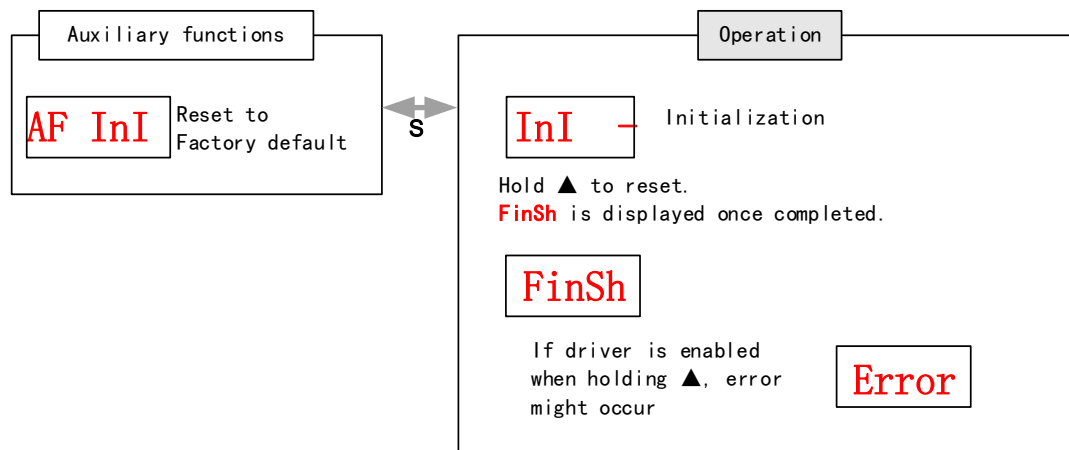 Auxiliary functions
AF InI
Reset to
Factory default
S
Operation
InI -
Initialization
Hold ▲ to reset.
FinSh is displayed once completed.
FinSh
If driver is enabled
when holding ▲, error
might occur
Error